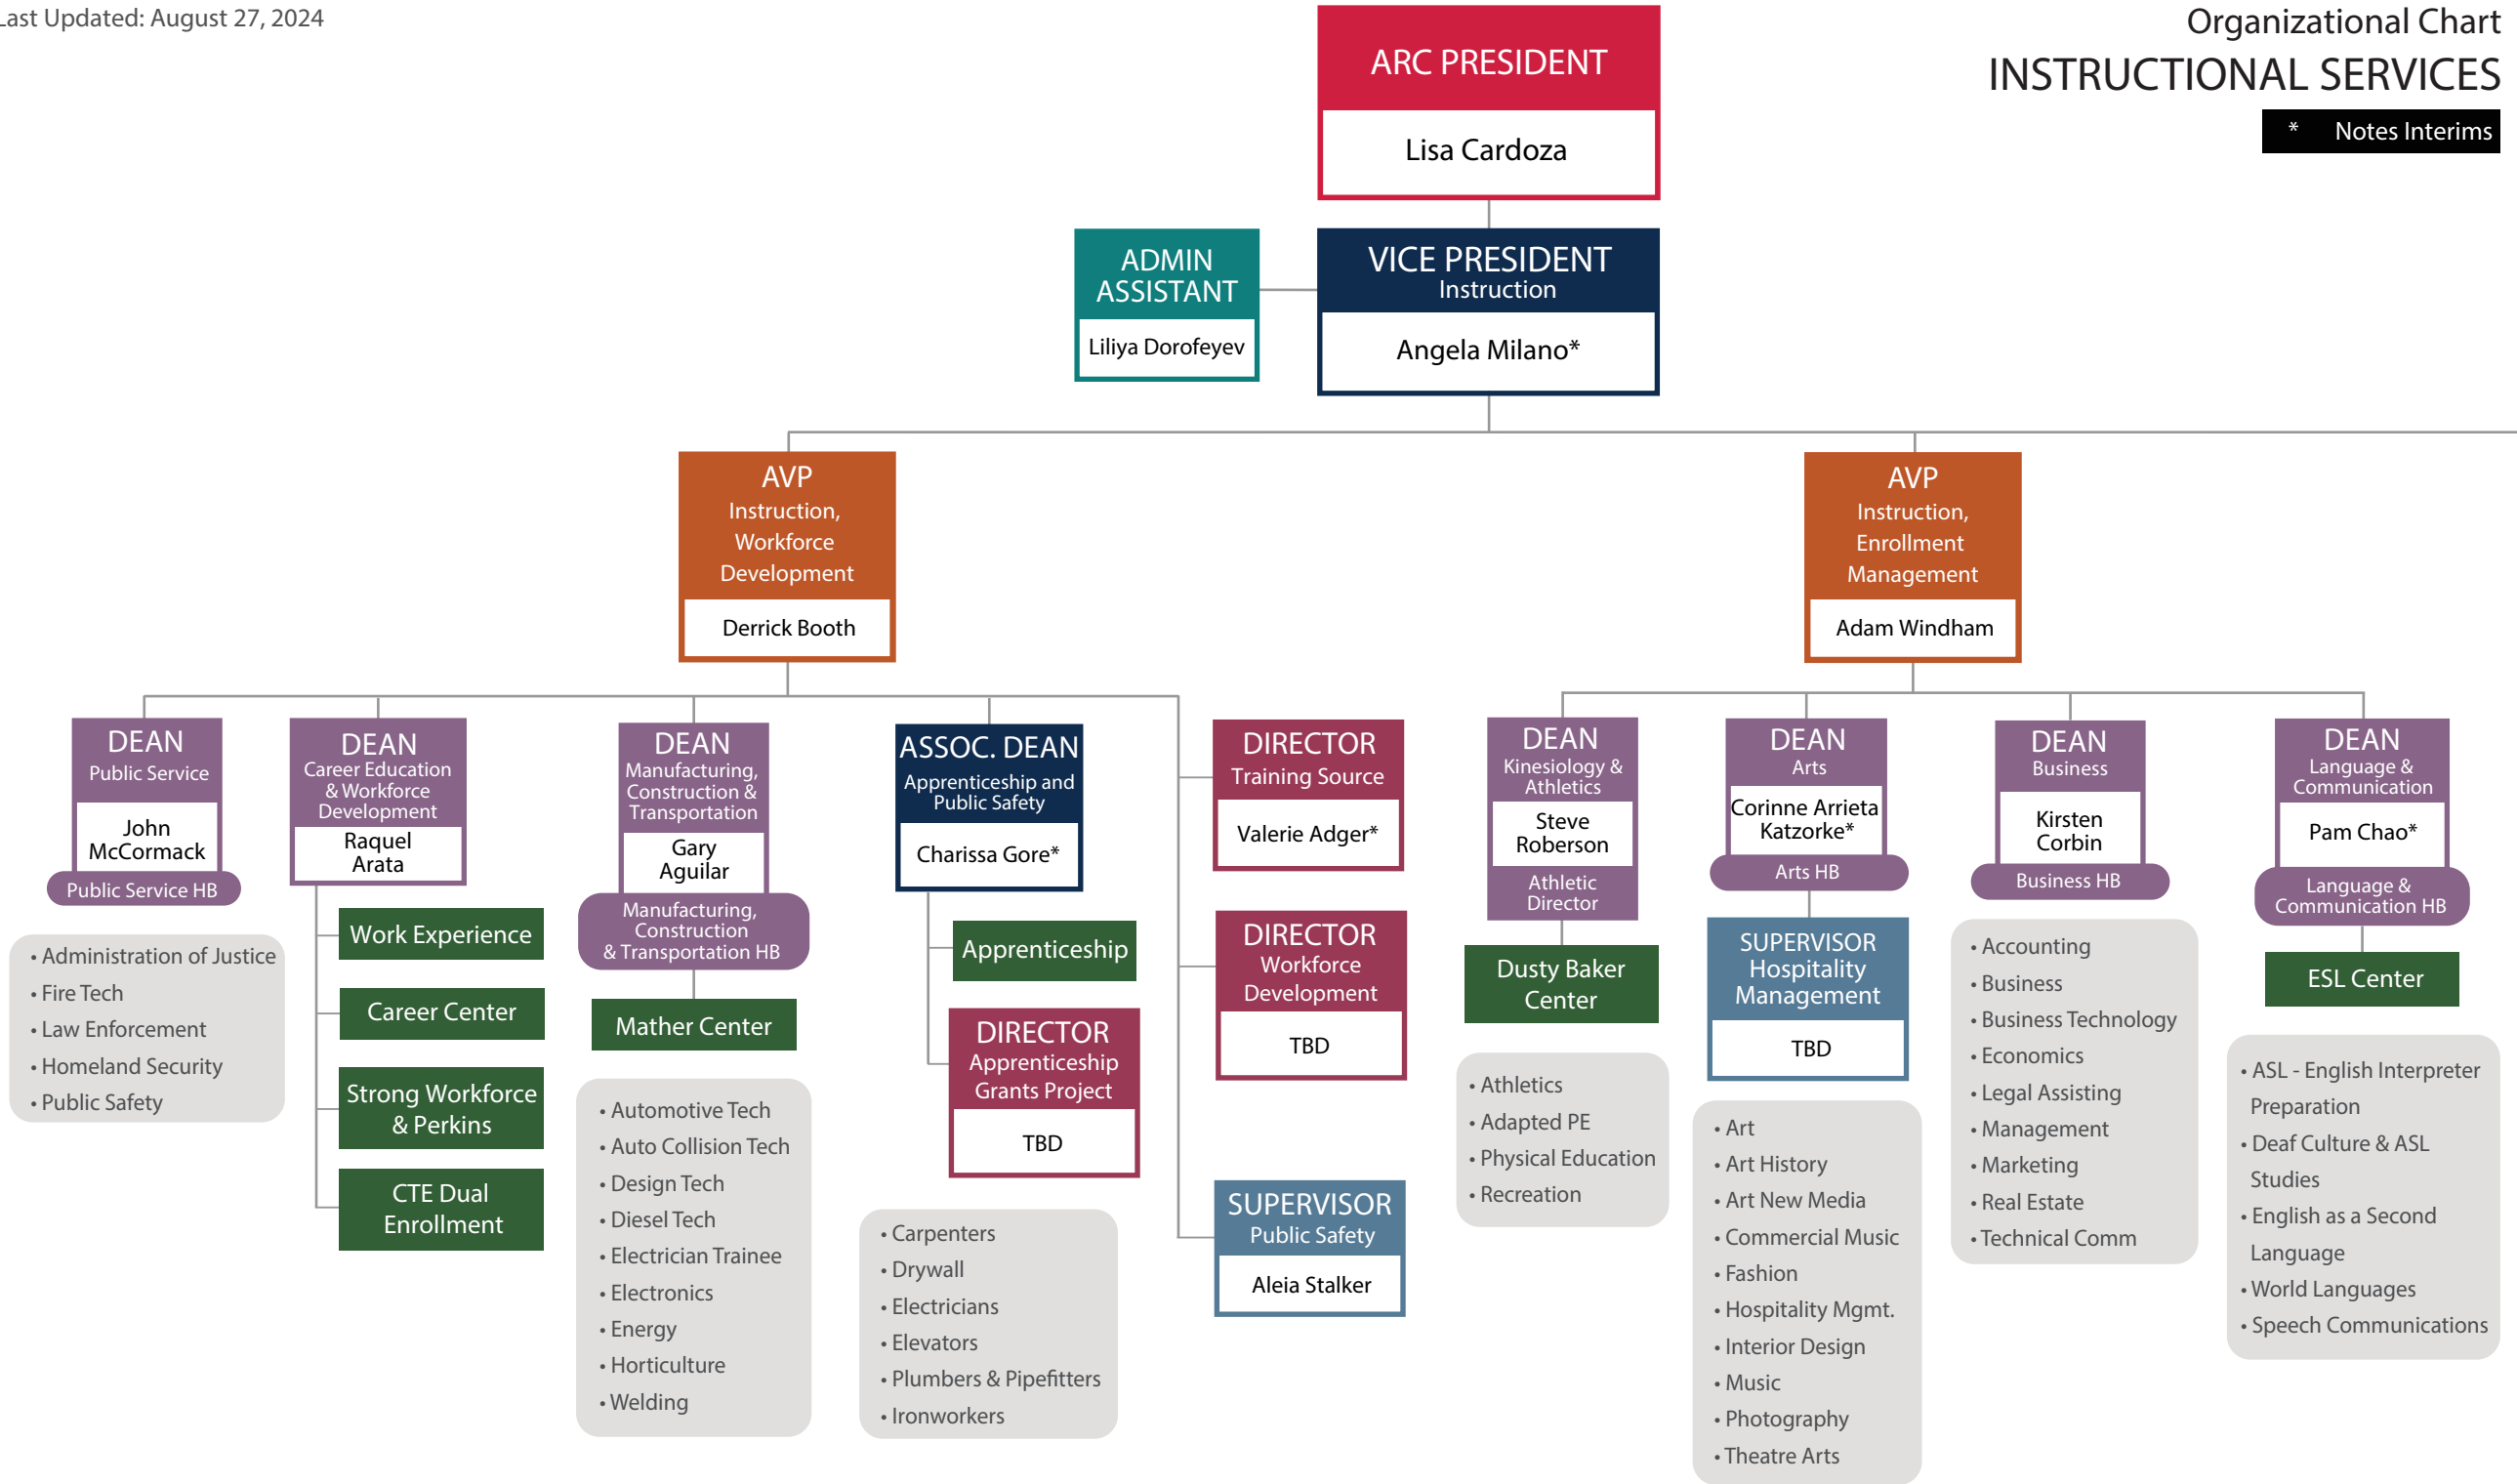 Last Updated: August 27, 2024
Organizational Chart
INSTRUCTIONAL SERVICES
* Notes Interims
ARC PRESIDENT
Lisa Cardoza
ADMIN
ASSISTANT
Liliya Dorofeyev
VICE PRESIDENT
Instruction
Angela Milano*
AVP
Instruction,
Workforce
Development
Derrick Booth
AVP
Instruction,
Enrollment
Management
Adam Windham
DEAN
Public Service
John
McCormack
Public Service HB
• Administration of Justice
• Fire Tech
• Law Enforcement
• Homeland Security
• Public Safety
DEAN
Career Education
& Workforce
Development
Raquel
Arata
Work Experience
Career Center
Strong Workforce
& Perkins
CTE Dual
Enrollment
DEAN
Manufacturing,
Construction &
Transportation
Gary
Aguilar
Manufacturing,
Construction
& Transportation HB
Mather Center
• Automotive Tech
• Auto Collision Tech
• Design Tech
• Diesel Tech
• Electrician Trainee
• Electronics
• Energy
• Horticulture
• Welding
ASSOC. DEAN
Apprenticeship and
Public Safety
Charissa Gore*
Apprenticeship
DIRECTOR
Apprenticeship
Grants Project
TBD
• Carpenters
• Drywall
• Electricians
• Elevators
• Plumbers & Pipefitters
• Ironworkers
DIRECTOR
Training Source
Valerie Adger*
DIRECTOR
Workforce
Development
TBD
SUPERVISOR
Public Safety
Aleia Stalker
DEAN
Kinesiology &
Athletics
Steve
Roberson
Athletic
Director
Dusty Baker
Center
• Athletics
• Adapted PE
• Physical Education
• Recreation
DEAN
Arts
Corinne Arrieta
Katzorke*
Arts HB
SUPERVISOR
Hospitality
Management
TBD
• Art
• Art History
• Art New Media
• Commercial Music
• Fashion
• Hospitality Mgmt.
• Interior Design
• Music
• Photography
• Theatre Arts
DEAN
Business
Kirsten
Corbin
Business HB
• Accounting
• Business
• Business Technology
• Economics
• Legal Assisting
• Management
• Marketing
• Real Estate
• Technical Comm
DEAN
Language &
Communication
Pam Chao*
Language &
Communication HB
ESL Center
• ASL - English Interpreter
Preparation
• Deaf Culture & ASL
Studies
• English as a Second
Language
• World Languages
• Speech Communications